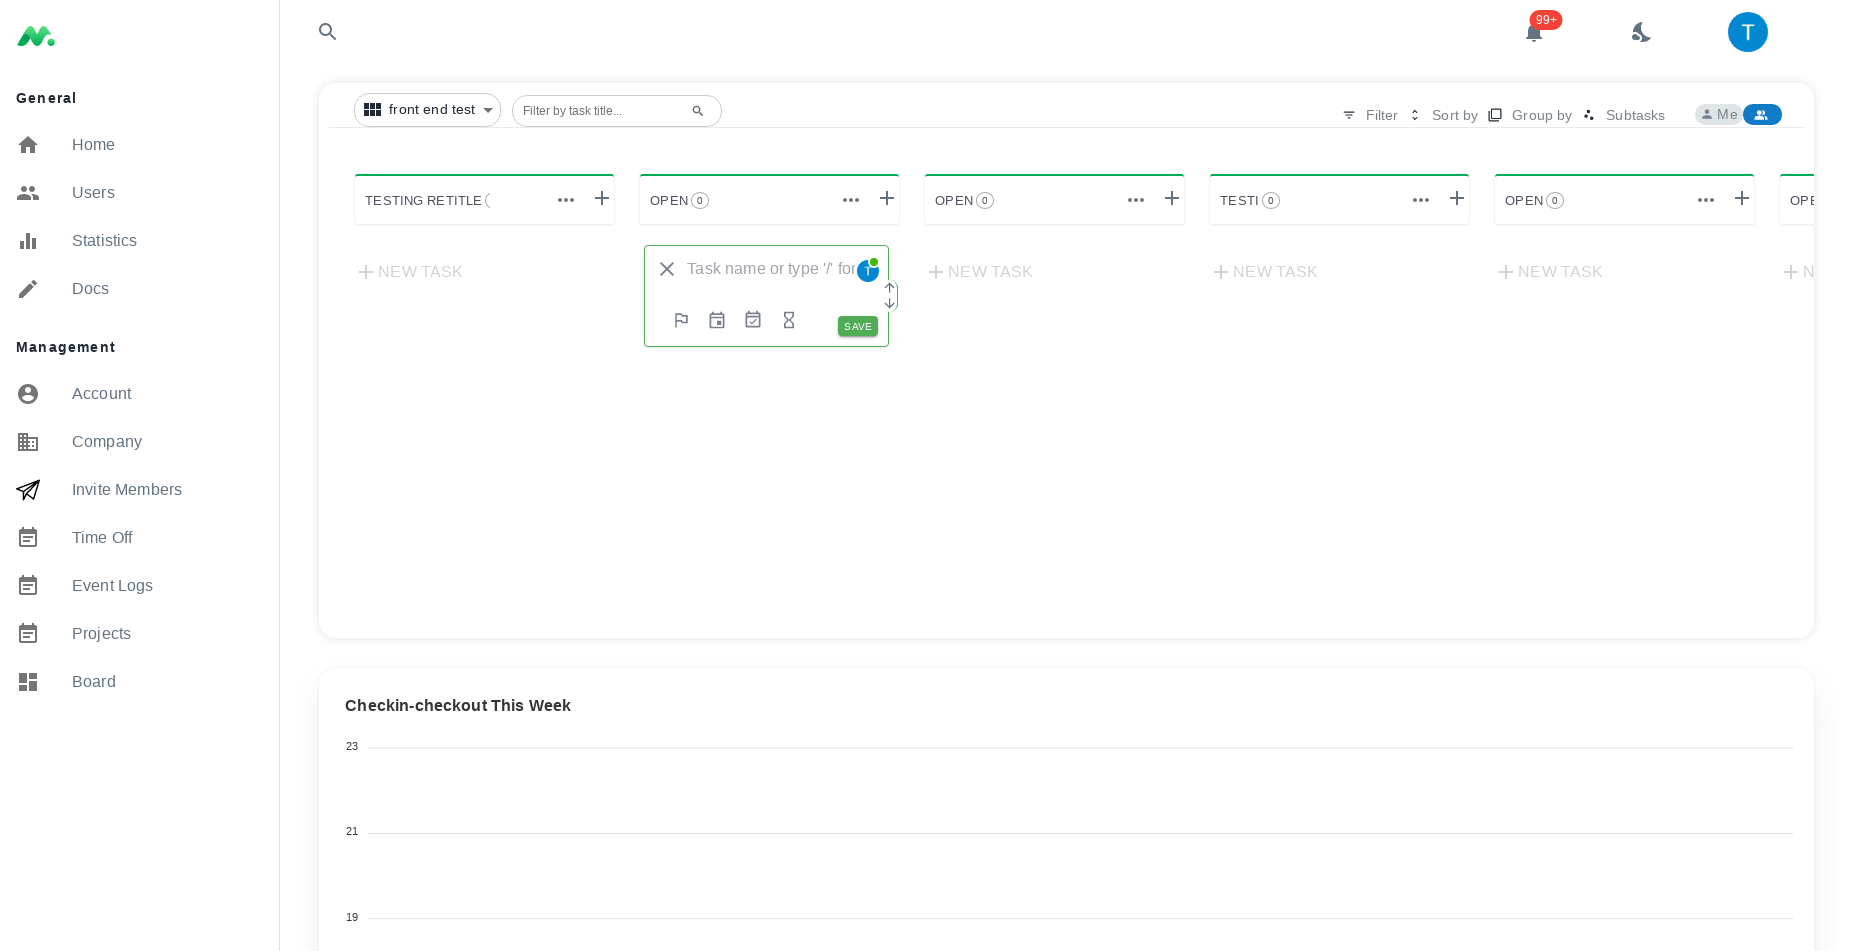 99+
T
General
Home
Users
Statistics
Docs
Management
Account
Company
Invite Members
Time Off
Event Logs
Projects
Board
front end test
Filter by task title...
Filter
Sort by
Group by
Subtasks
Me
TESTING RETITLE
OPEN 0
OPEN 0
TESTI 0
OPEN 0
OPE
NEW TASK
Task name or type '/' for
T
SAVE
NEW TASK
NEW TASK
NEW TASK
N
Checkin-checkout This Week
23
21
19